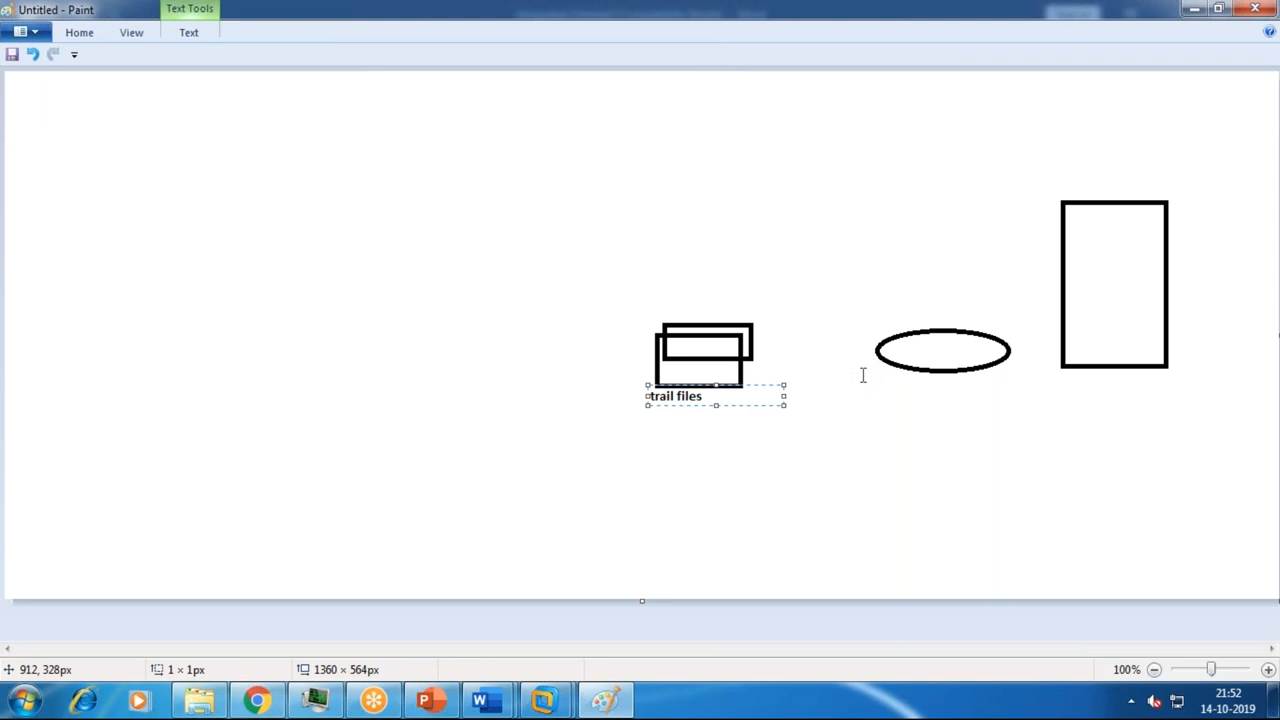 Untitled - Paint
Text Tools
Home
View
Text
trail files
912, 328px
1 × 1px
1360 × 564px
100%
21:52
14-10-2019